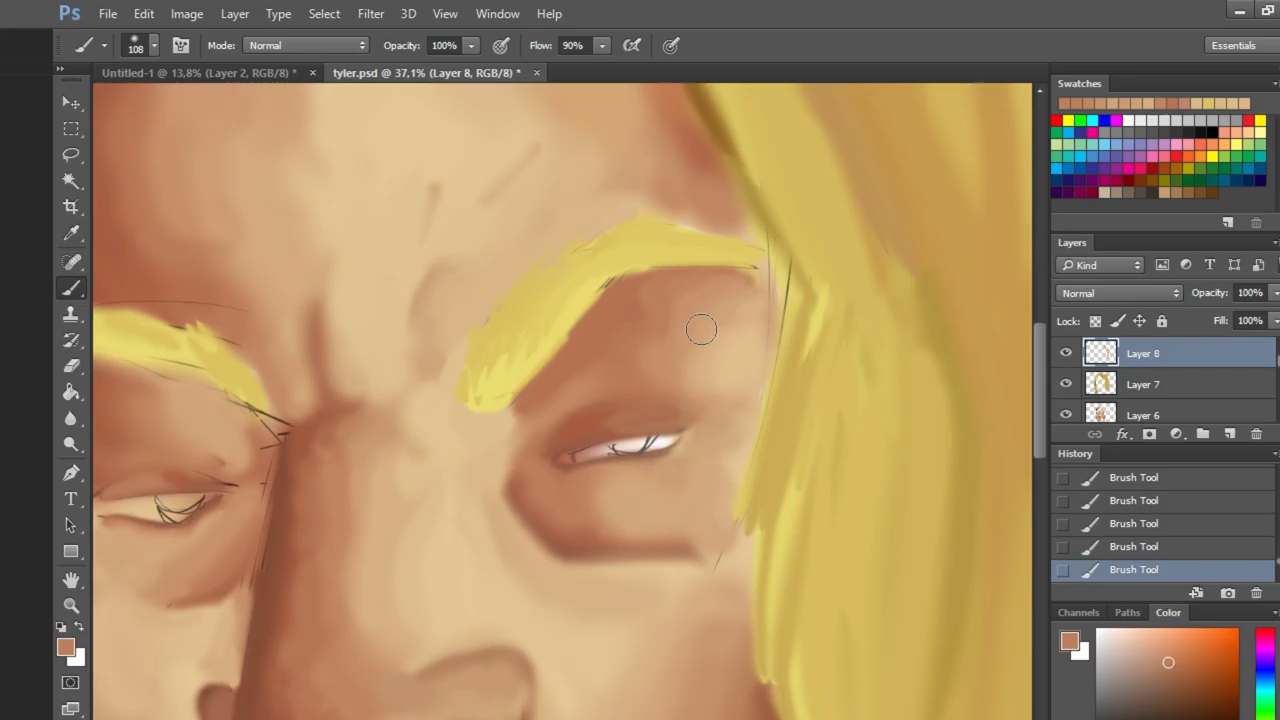 Ps File Edit Image Layer Type Select Filter 3D View Window Help
108 Mode: Normal Opacity: 100% Flow: 90% Essentials
Untitled-1 @ 13,8% (Layer 2, RGB/8) * × tyler.psd @ 37,1% (Layer 8, RGB/8) * ×
Swatches
Layers
Kind
Normal Opacity: 100%
Lock: Fill: 100%
Layer 8
Layer 7
Layer 6
fx
History
Brush Tool
Brush Tool
Brush Tool
Brush Tool
Brush Tool
Channels Paths Color